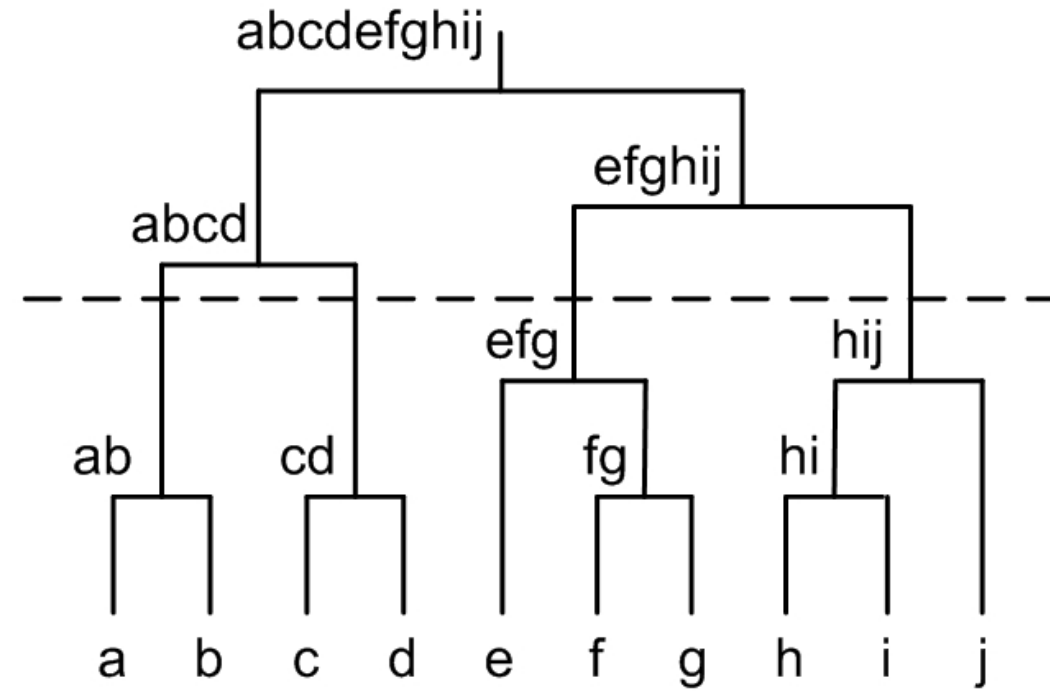 abcdefghij
efghij
abcd
efg hij
ab cd fg hi
a b c d e f g h i j